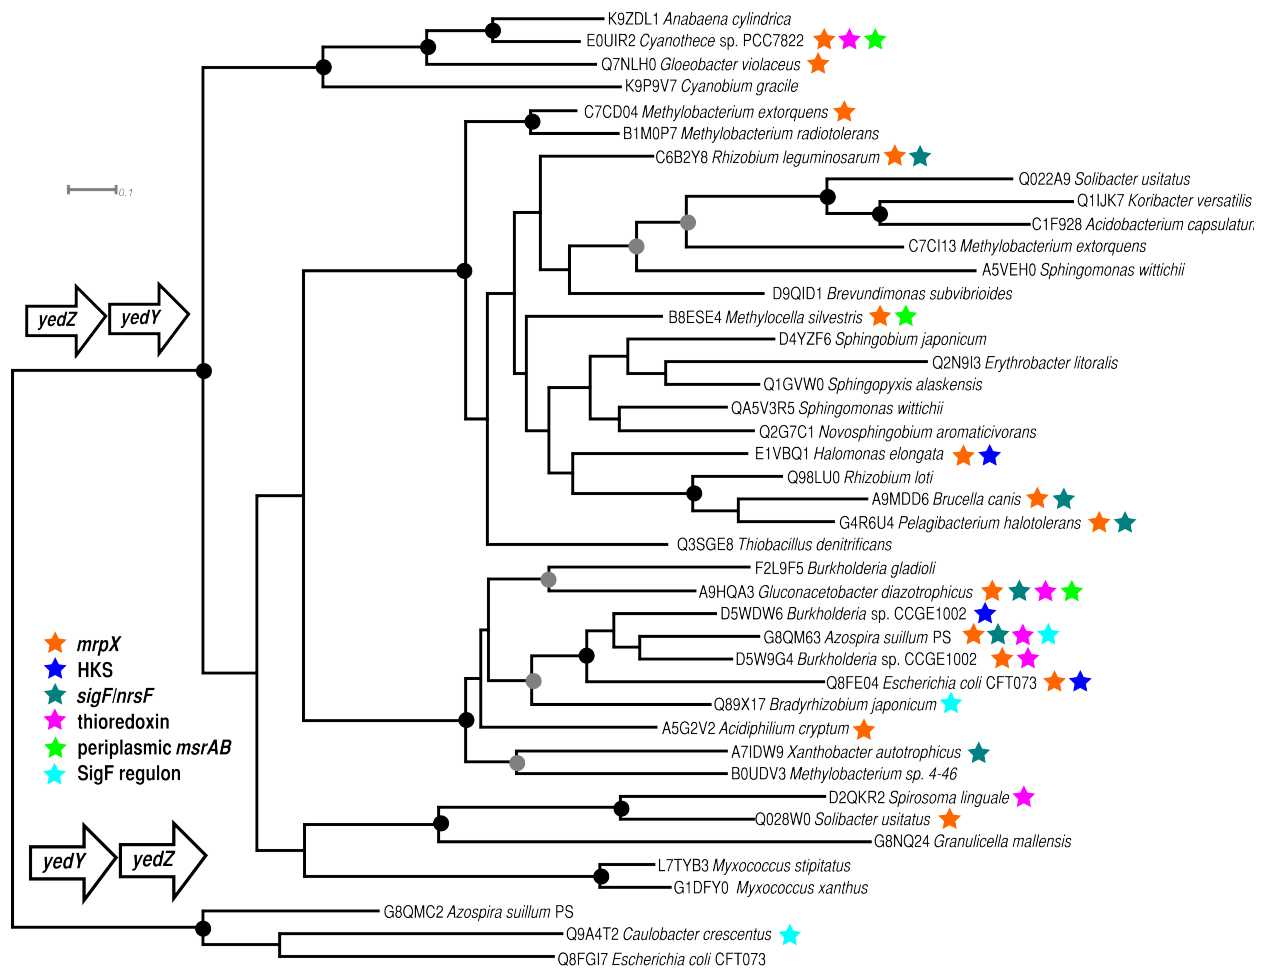 K9ZDL1 Anabaena cylindrica
E0UIR2 Cyanothece sp. PCC7822
Q7NLH0 Gloeobacter violaceus
K9P9V7 Cyanobium gracile
C7CD04 Methylobacterium extorquens
B1M0P7 Methylobacterium radiotolerans
C6B2Y8 Rhizobium leguminosarum
Q022A9 Solibacter usitatus
0.1
Q1IJK7 Koribacter versatilis
C1F928 Acidobacterium capsulatum
C7CI13 Methylobacterium extorquens
A5VEH0 Sphingomonas wittichii
D9QID1 Brevundimonas subvibrioides
yedZ yedY
B8ESE4 Methylocella silvestris
D4YZF6 Sphingobium japonicum
Q2N9I3 Erythrobacter litoralis
Q1GVW0 Sphingopyxis alaskensis
QA5V3R5 Sphingomonas wittichii
Q2G7C1 Novosphingobium aromaticivorans
E1VBQ1 Halomonas elongata
Q98LU0 Rhizobium loti
A9MDD6 Brucella canis
G4R6U4 Pelagibacterium halotolerans
Q3SGE8 Thiobacillus denitrificans
F2L9F5 Burkholderia gladioli
A9HQA3 Gluconacetobacter diazotrophicus
D5WDW6 Burkholderia sp. CCGE1002
G8QM63 Azospira suillum PS
D5W9G4 Burkholderia sp. CCGE1002
Q8FE04 Escherichia coli CFT073
Q89X17 Bradyrhizobium japonicum
A5G2V2 Acidiphilium cryptum
A7IDW9 Xanthobacter autotrophicus
B0UDV3 Methylobacterium sp. 4-46
mrpX
HKS
sigF/nrsF
thioredoxin
periplasmic msrAB
SigF regulon
D2QKR2 Spirosoma linguale
Q028W0 Solibacter usitatus
G8NQ24 Granulicella mallensis
yedY yedZ
L7TYB3 Myxococcus stipitatus
G1DFY0 Myxococcus xanthus
G8QMC2 Azospira suillum PS
Q9A4T2 Caulobacter crescentus
Q8FGI7 Escherichia coli CFT073